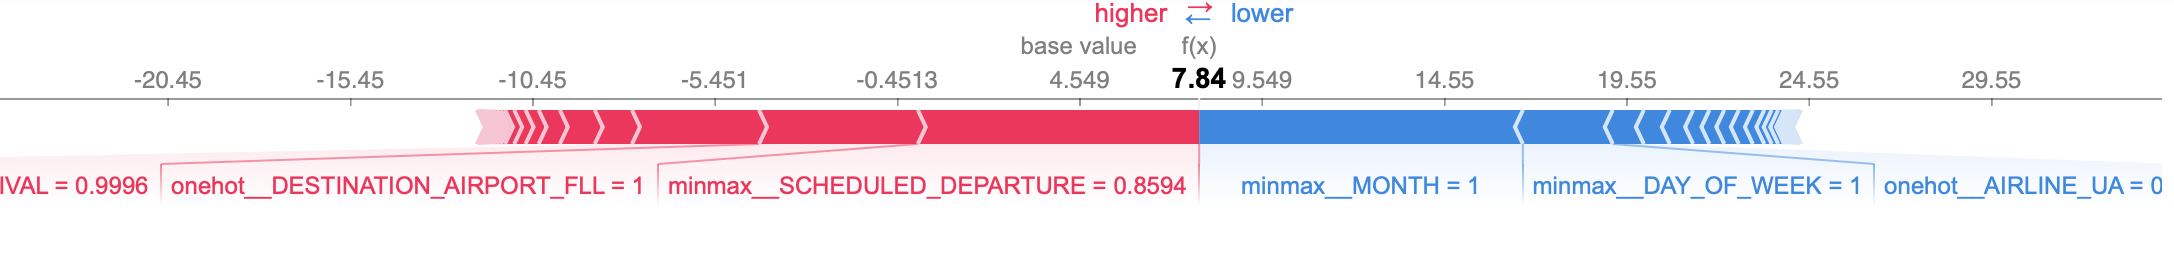 higher ⇄ lower
base value f(x)
-20.45 -15.45 -10.45 -5.451 -0.4513 4.549 7.84 9.549 14.55 19.55 24.55 29.55
IVAL = 0.9996 onehot__DESTINATION_AIRPORT_FLL = 1 minmax__SCHEDULED_DEPARTURE = 0.8594 minmax__MONTH = 1 minmax__DAY_OF_WEEK = 1 onehot__AIRLINE_UA = 0